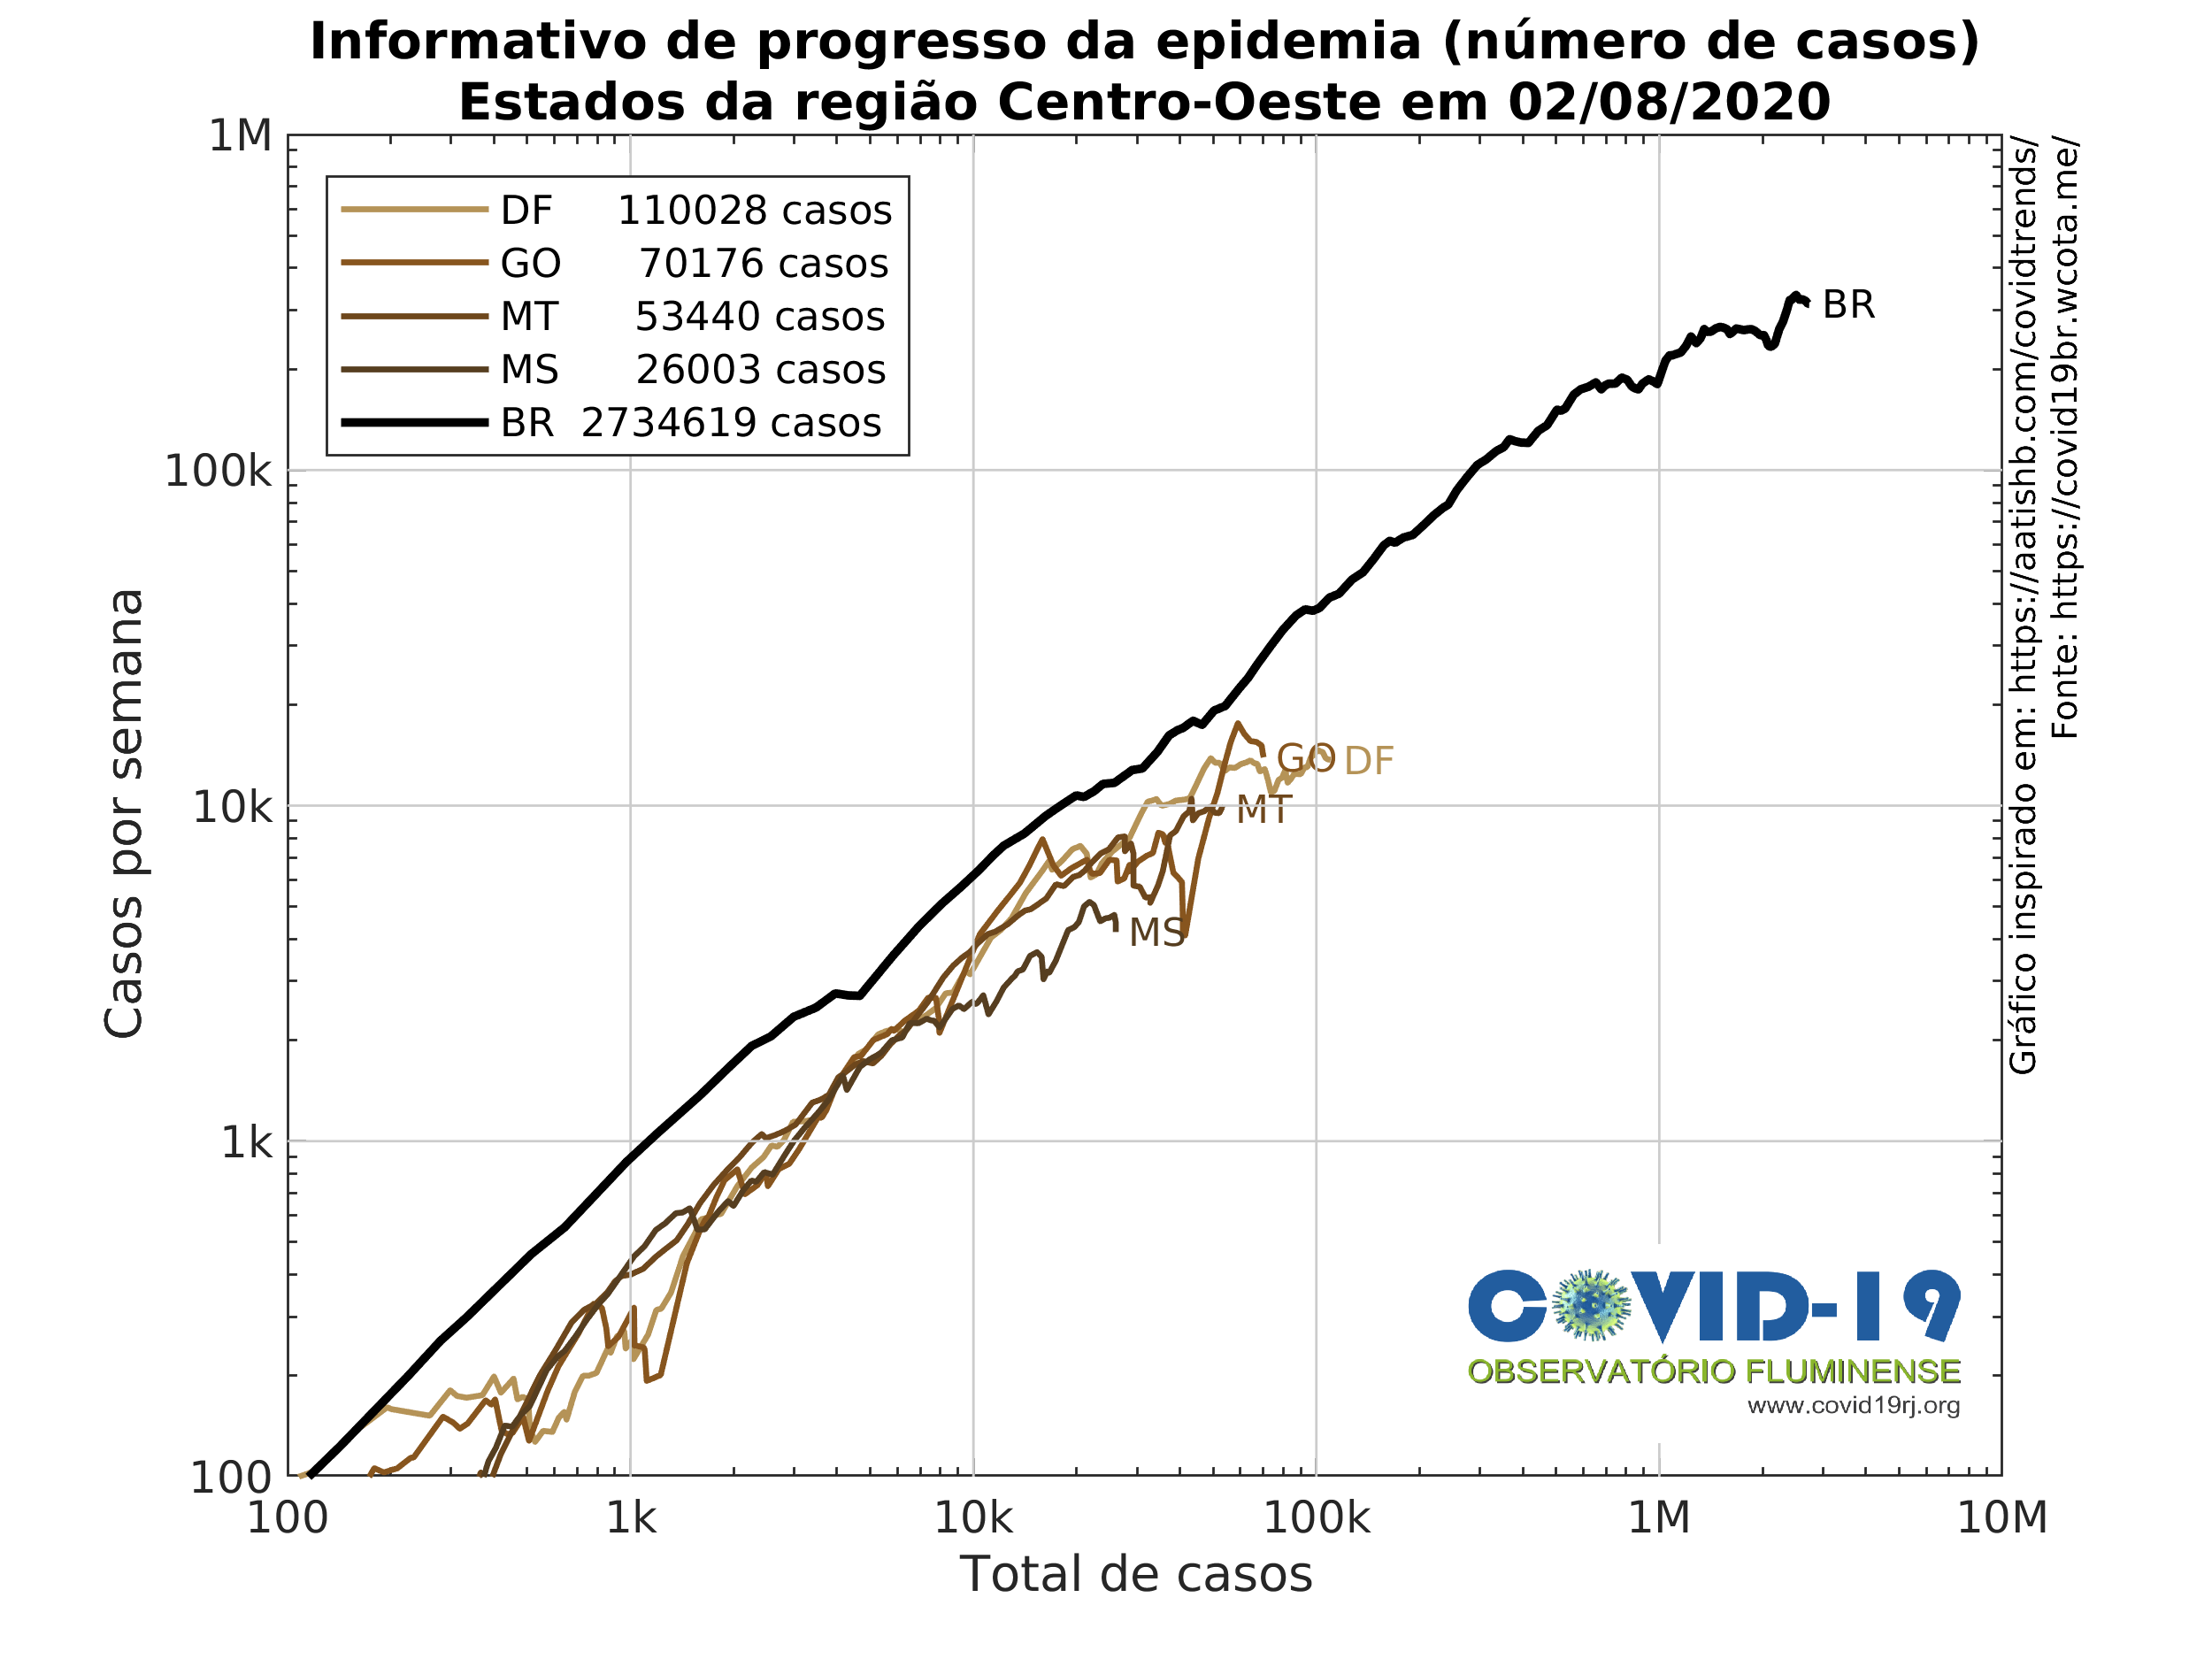 Informativo de progresso da epidemia (número de casos)
Estados da região Centro-Oeste em 02/08/2020
1M
100k
10k
1k
100
Casos por semana
DF 110028 casos
GO 70176 casos
MT 53440 casos
MS 26003 casos
BR 2734619 casos
BR
GO
DF
MT
MS
Gráfico inspirado em: https://aatishb.com/covidtrends/
Fonte: https://covid19br.wcota.me/
COVID-19
OBSERVATÓRIO FLUMINENSE
www.covid19rj.org
100 1k 10k 100k 1M 10M
Total de casos